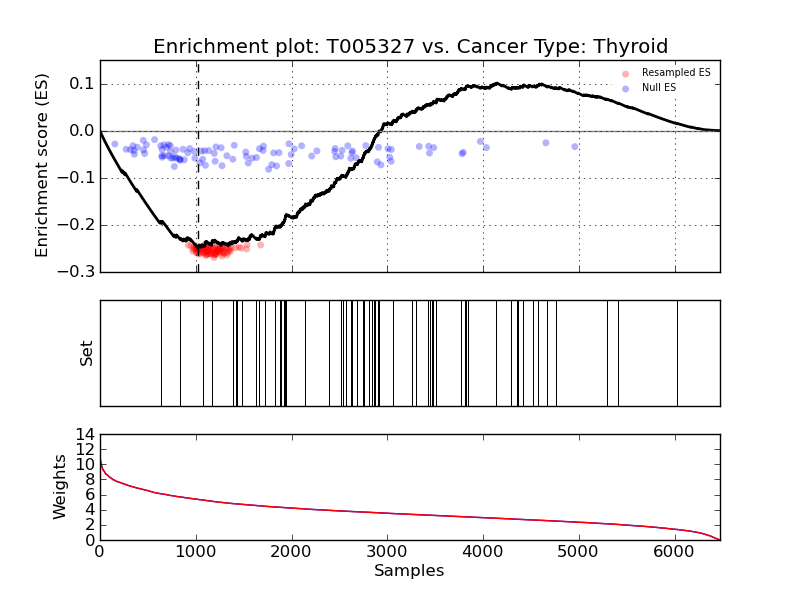 Enrichment plot: T005327 vs. Cancer Type: Thyroid
Enrichment score (ES)
0.1
0.0
−0.1
−0.2
−0.3
Resampled ES
Null ES
Set
Weights
14
12
10
8
6
4
2
0
0 1000 2000 3000 4000 5000 6000
Samples